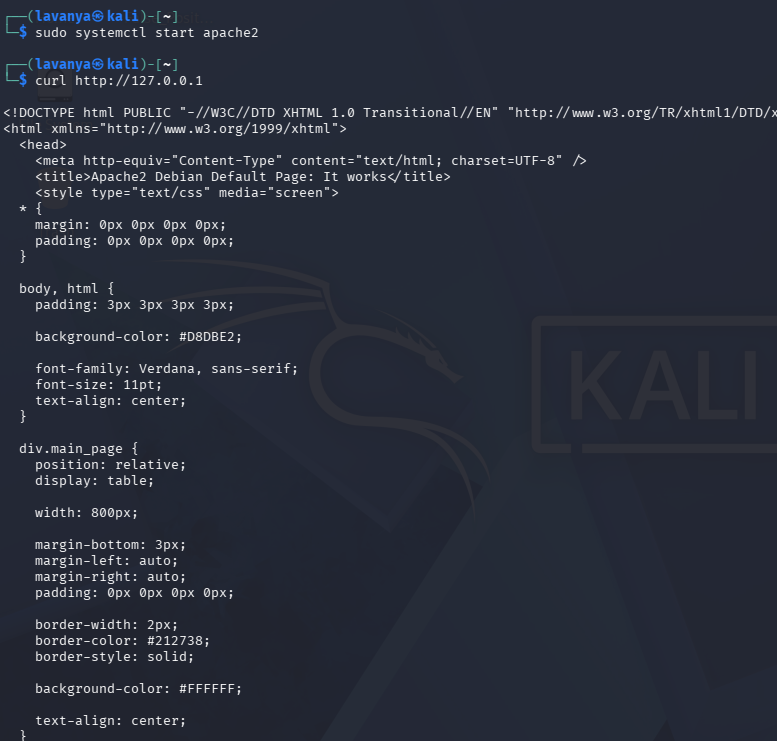 ┌──(lavanya㉿kali)-[~]
└─$ sudo systemctl start apache2
┌──(lavanya㉿kali)-[~]
└─$ curl http://127.0.0.1
<!DOCTYPE html PUBLIC "-//W3C//DTD XHTML 1.0 Transitional//EN" "http://www.w3.org/TR/xhtml1/DTD/x
<html xmlns="http://www.w3.org/1999/xhtml">
  <head>
    <meta http-equiv="Content-Type" content="text/html; charset=UTF-8" />
    <title>Apache2 Debian Default Page: It works</title>
    <style type="text/css" media="screen">
  * {
    margin: 0px 0px 0px 0px;
    padding: 0px 0px 0px 0px;
  }
  body, html {
    padding: 3px 3px 3px 3px;
    background-color: #D8DBE2;
    font-family: Verdana, sans-serif;
    font-size: 11pt;
    text-align: center;
  }
  div.main_page {
    position: relative;
    display: table;
    width: 800px;
    margin-bottom: 3px;
    margin-left: auto;
    margin-right: auto;
    padding: 0px 0px 0px 0px;
    border-width: 2px;
    border-color: #212738;
    border-style: solid;
    background-color: #FFFFFF;
    text-align: center;
  }
KALI